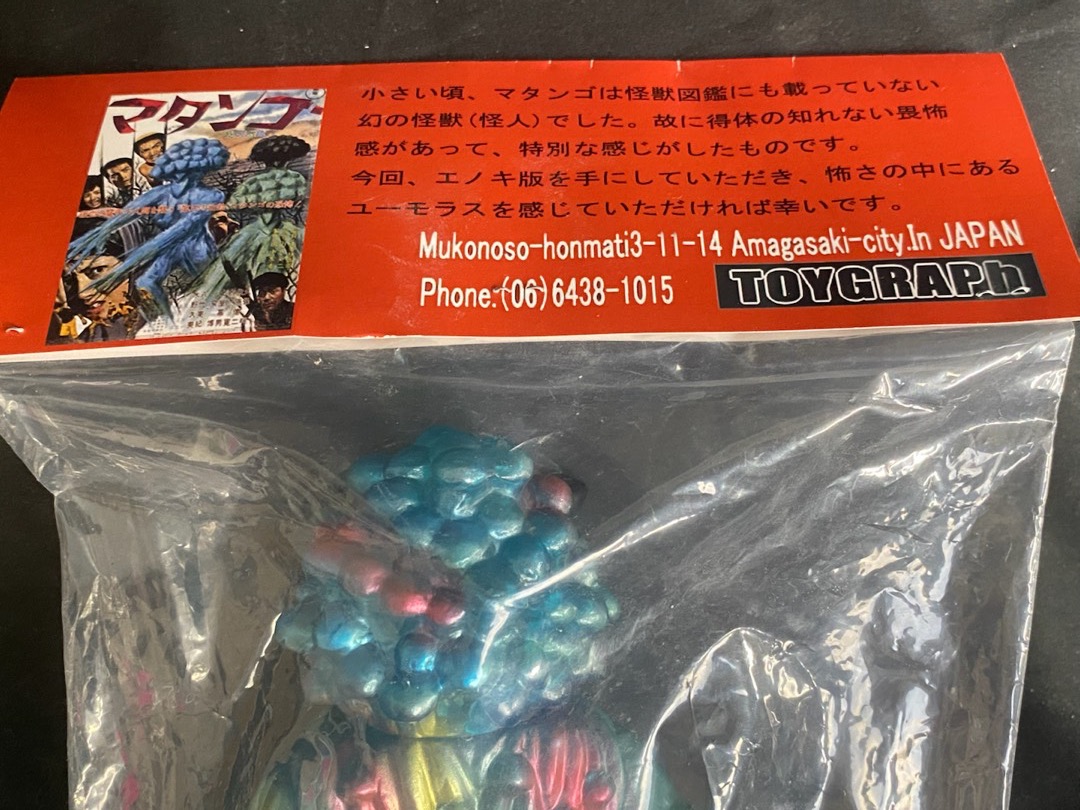 マタンゴ
小さい頃、マタンゴは怪獣図鑑にも載っていない
幻の怪獣(怪人)でした。故に得体の知れない畏怖
感があって、特別な感じがしたものです。
今回、エノキ版を手にしていただき、怖さの中にある
ユーモラスを感じていただければ幸いです。
Mukonoso-honmati3-11-14 Amagasaki-city.In JAPAN
Phone:(06)6438-1015
TOYGRAPh